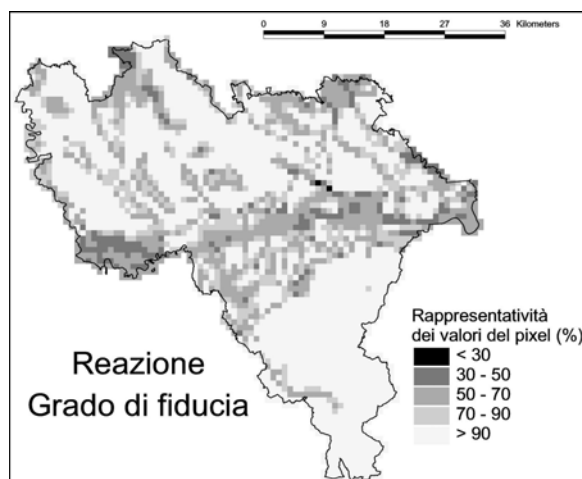 0 9 18 27 36 Kilometers
Rappresentatività
dei valori del pixel (%)
< 30
30 - 50
50 - 70
70 - 90
> 90
Reazione
Grado di fiducia